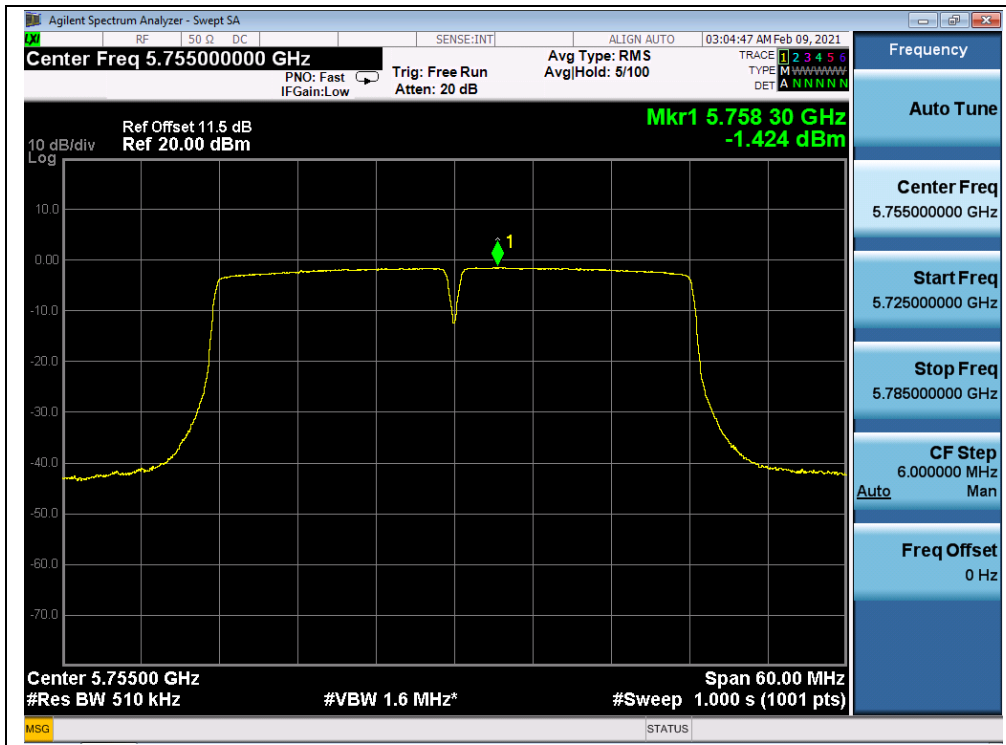 Agilent Spectrum Analyzer - Swept SA
LXI RF 50 Ω DC SENSE:INT ALIGN AUTO 03:04:47 AM Feb 09, 2021
Center Freq 5.755000000 GHz
PNO: Fast
IFGain:Low
Trig: Free Run
Atten: 20 dB
Avg Type: RMS
Avg|Hold: 5/100
TRACE 1 2 3 4 5 6
TYPE M WWWWW
DET A N N N N N
Mkr1 5.758 30 GHz
-1.424 dBm
Ref Offset 11.5 dB
10 dB/div Ref 20.00 dBm
Log
10.0
0.00
-10.0
-20.0
-30.0
-40.0
-50.0
-60.0
-70.0
1
Center 5.75500 GHz Span 60.00 MHz
#Res BW 510 kHz #VBW 1.6 MHz* #Sweep 1.000 s (1001 pts)
MSG STATUS
Frequency
Auto Tune
Center Freq
5.755000000 GHz
Start Freq
5.725000000 GHz
Stop Freq
5.785000000 GHz
CF Step
6.000000 MHz
Auto Man
Freq Offset
0 Hz